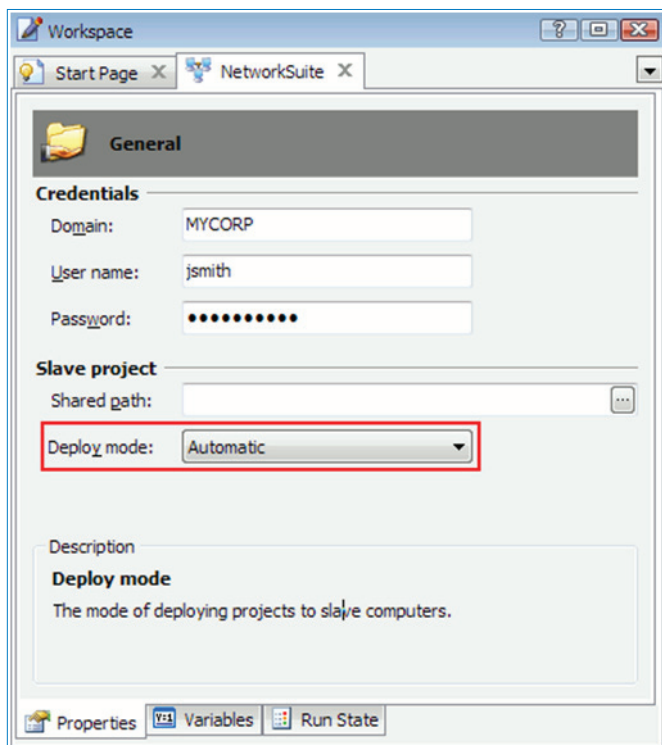 Workspace
Start Page
NetworkSuite
General
Credentials
Domain: MYCORP
User name: jsmith
Password: ●●●●●●●●●●
Slave project
Shared path: ...
Deploy mode: Automatic
Description
Deploy mode
The mode of deploying projects to slave computers.
Properties Variables Run State